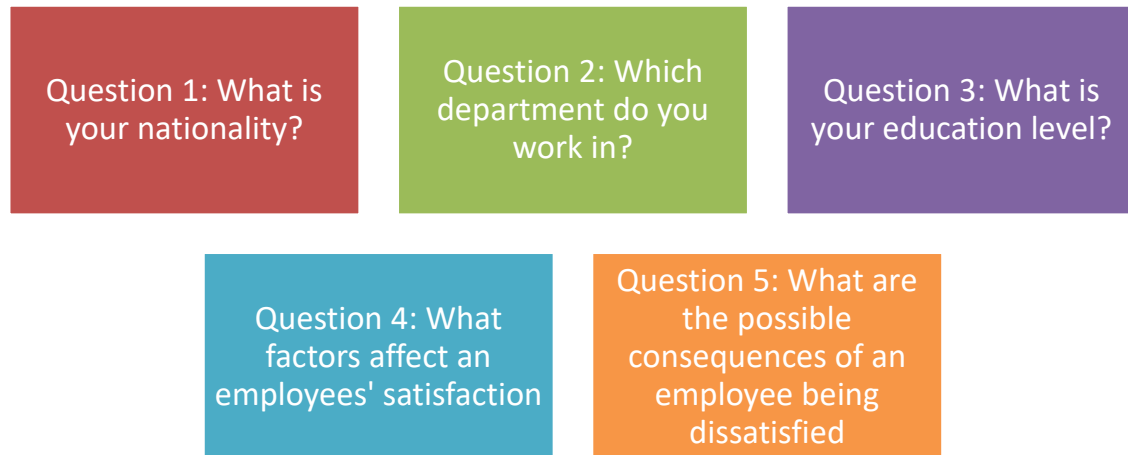 Question 1: What is
your nationality?
Question 2: Which
department do you
work in?
Question 3: What is
your education level?
Question 4: What
factors affect an
employees' satisfaction
Question 5: What are
the possible
consequences of an
employee being
dissatisfied